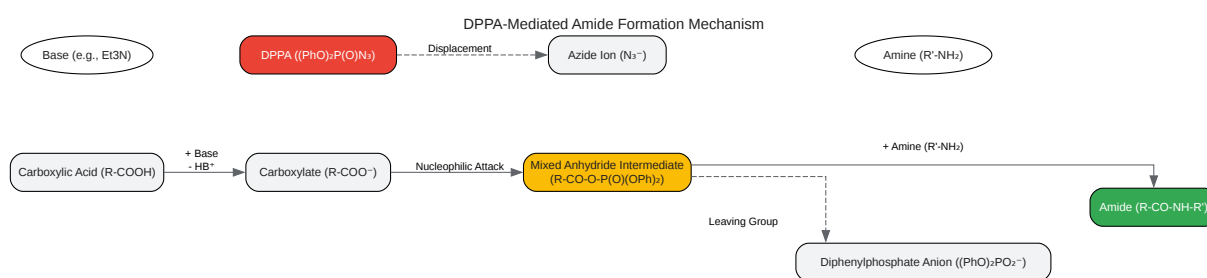 DPPA-Mediated Amide Formation Mechanism
Base (e.g., Et3N)
DPPA ((PhO)₂P(O)N₃)
Displacement
Azide Ion (N₃⁻)
Amine (R'-NH₂)
Carboxylic Acid (R-COOH)
+ Base
- HB⁺
Carboxylate (R-COO⁻)
Nucleophilic Attack
Mixed Anhydride Intermediate
(R-CO-O-P(O)(OPh)₂)
+ Amine (R'-NH₂)
Amide (R-CO-NH-R')
Leaving Group
Diphenylphosphate Anion ((PhO)₂PO₂⁻)